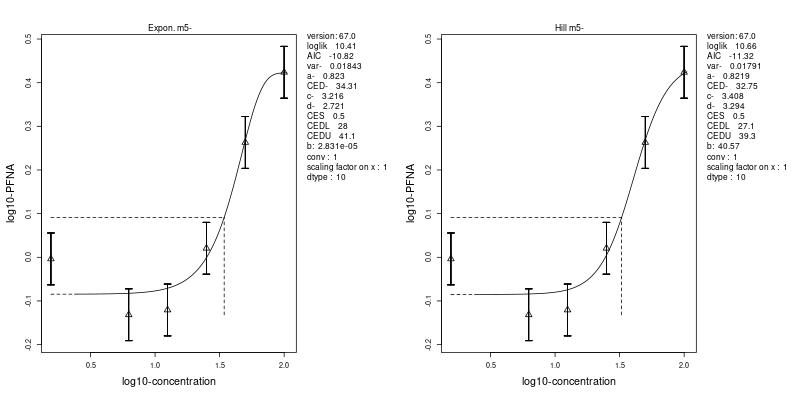 Expon. m5-
log10-PFNA
0.5
0.4
0.3
0.2
0.1
0.0
-0.1
-0.2
0.5
1.0
1.5
2.0
log10-concentration
version: 67.0
loglik 10.41
AIC -10.82
var- 0.01843
a- 0.823
CED- 34.31
c- 3.216
d- 2.721
CES 0.5
CEDL 28
CEDU 41.1
b: 2.831e-05
conv : 1
scaling factor on x : 1
dtype : 10
Hill m5-
log10-PFNA
0.5
0.4
0.3
0.2
0.1
0.0
-0.1
-0.2
0.5
1.0
1.5
2.0
log10-concentration
version: 67.0
loglik 10.66
AIC -11.32
var- 0.01791
a- 0.8219
CED- 32.75
c- 3.408
d- 3.294
CES 0.5
CEDL 27.1
CEDU 39.3
b: 40.57
conv : 1
scaling factor on x : 1
dtype : 10